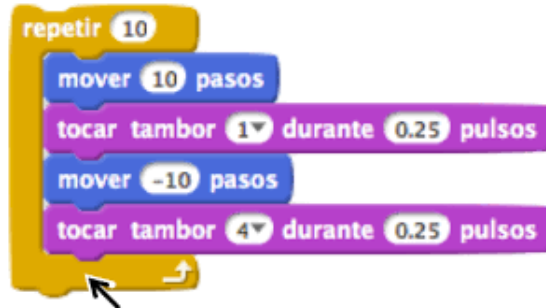 repetir 10
mover 10 pasos
tocar tambor 1 durante 0.25 pulsos
mover -10 pasos
tocar tambor 4 durante 0.25 pulsos